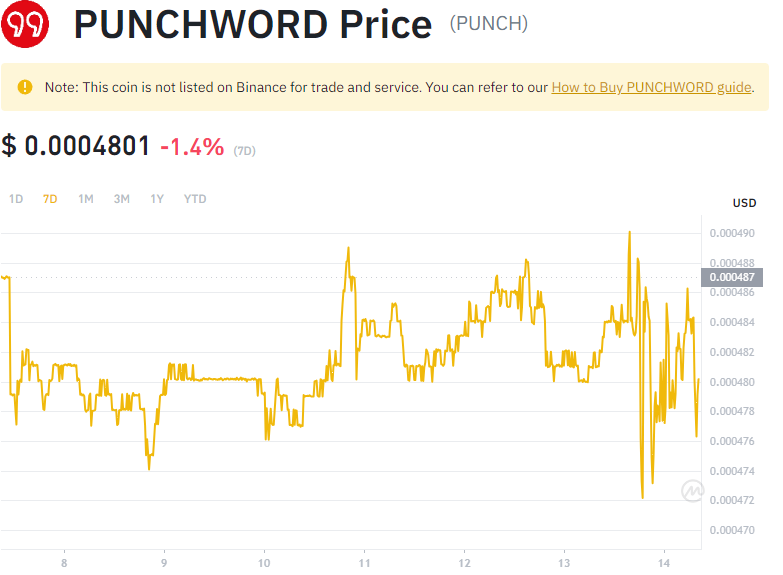 PUNCHWORD Price (PUNCH)
Note: This coin is not listed on Binance for trade and service. You can refer to our How to Buy PUNCHWORD guide.
$ 0.0004801 -1.4% (7D)
1D 7D 1M 3M 1Y YTD
USD
0.000490
0.000488
0.000487
0.000486
0.000484
0.000482
0.000480
0.000478
0.000476
0.000472
0.000470
8 9 10 11 12 13 14